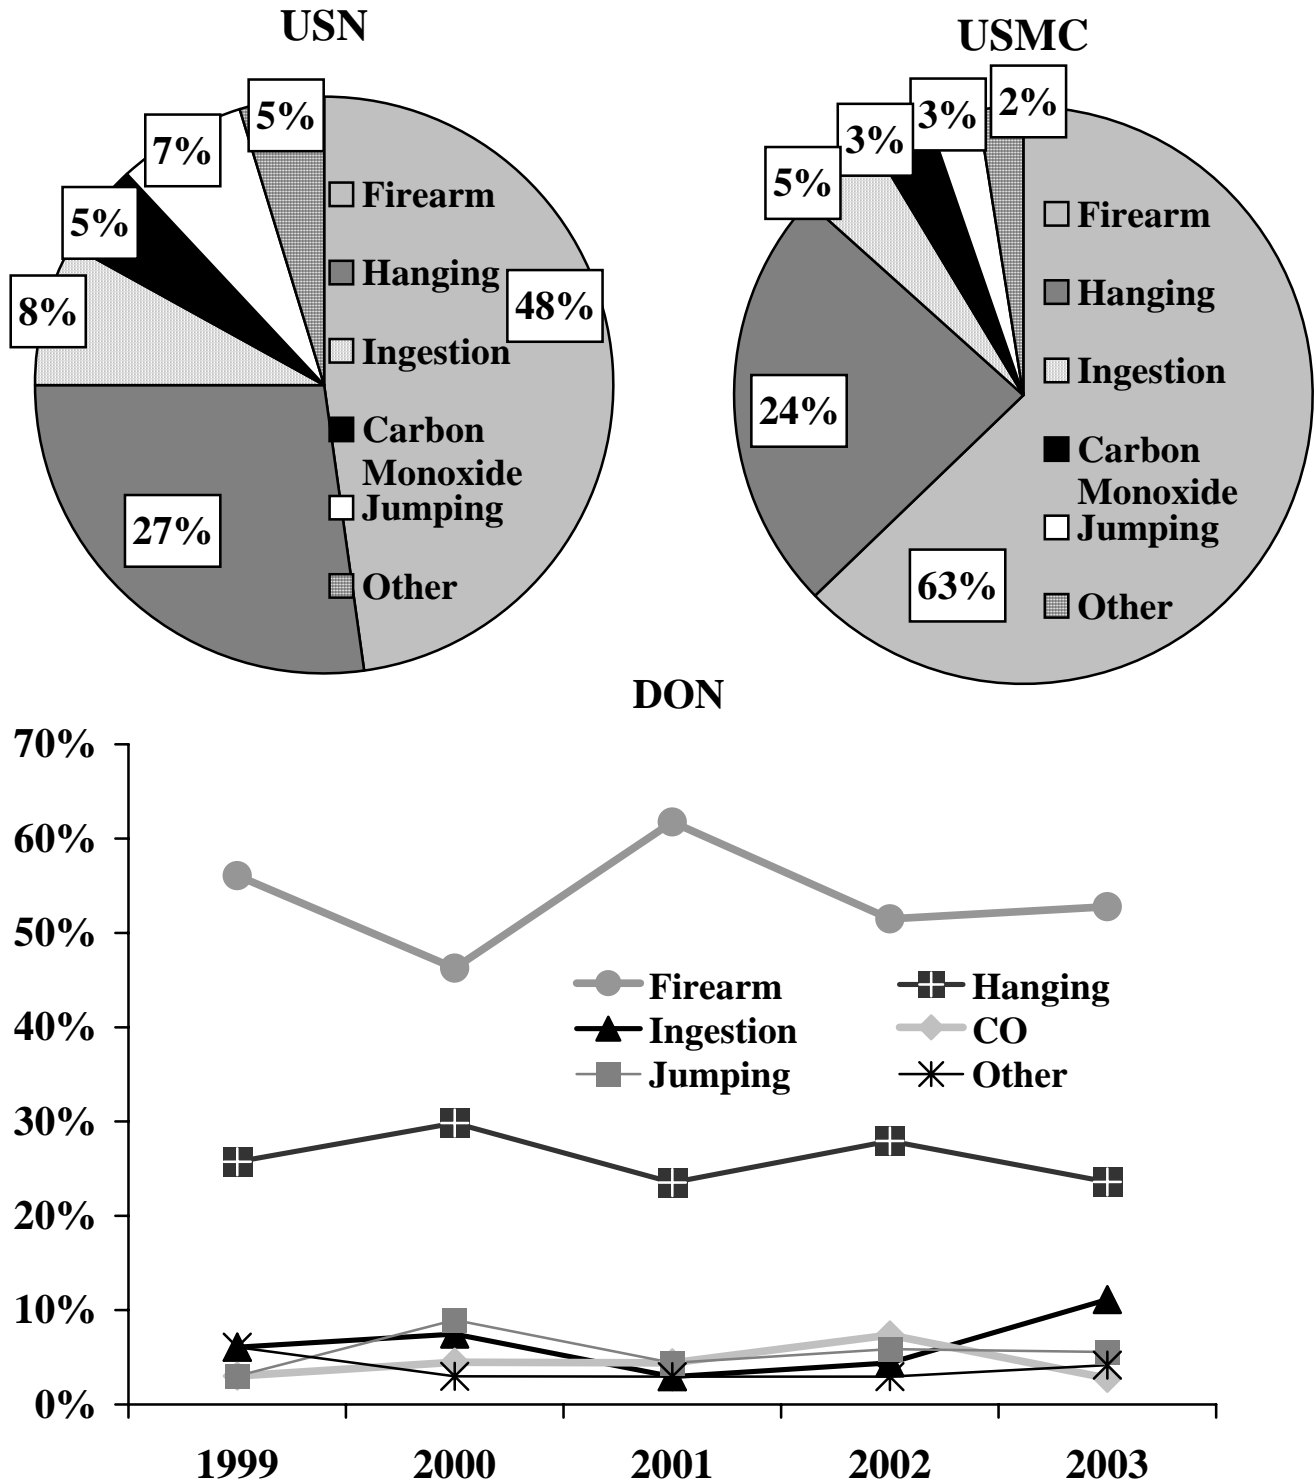 USN
5%
7%
5%
8%
48%
27%
Firearm
Hanging
Ingestion
Carbon
Monoxide
Jumping
Other
USMC
2%
3%
3%
5%
24%
63%
Firearm
Hanging
Ingestion
Carbon
Monoxide
Jumping
Other
DON
70%
60%
50%
40%
30%
20%
10%
0%
Firearm
Hanging
Ingestion
CO
Jumping
Other
1999 2000 2001 2002 2003